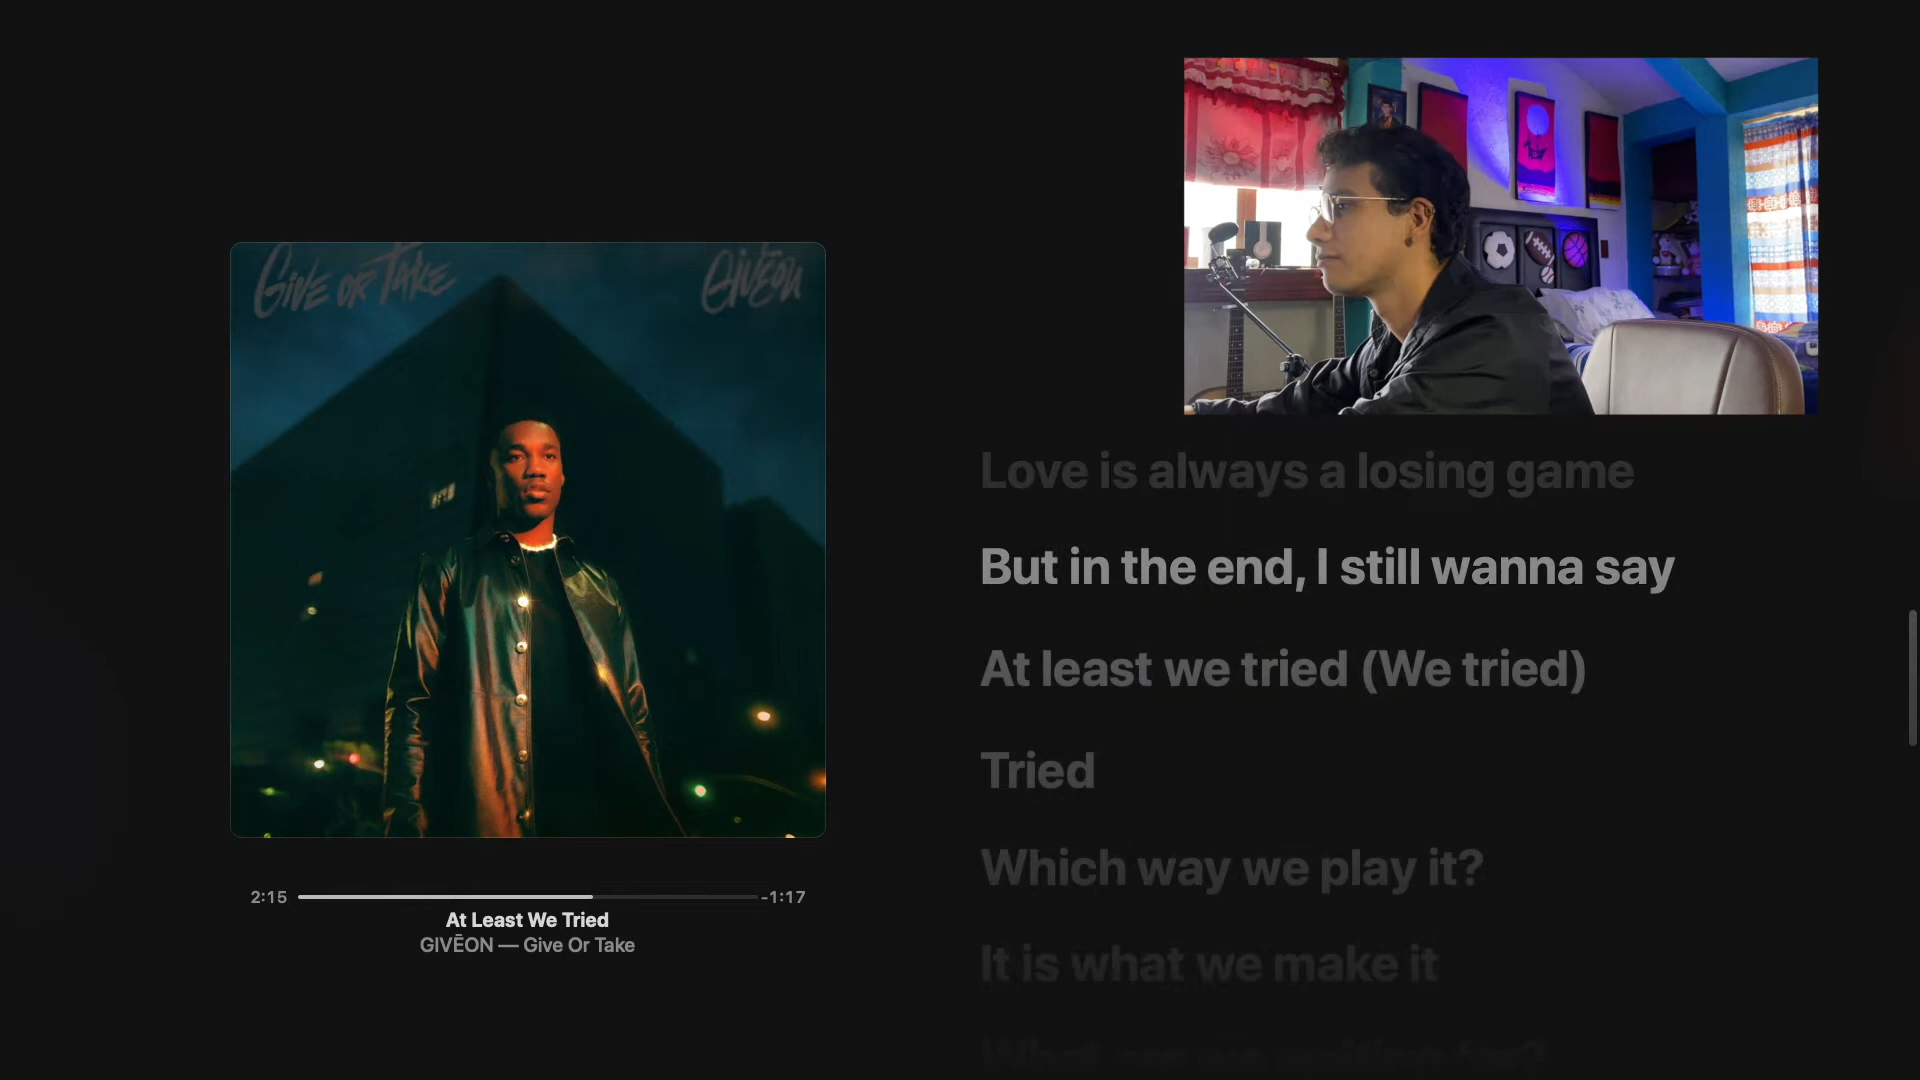 GiVE OR TAKE
GIVĒON
2:15
-1:17
At Least We Tried
GIVĒON — Give Or Take
Love is always a losing game
But in the end, I still wanna say
At least we tried (We tried)
Tried
Which way we play it?
It is what we make it